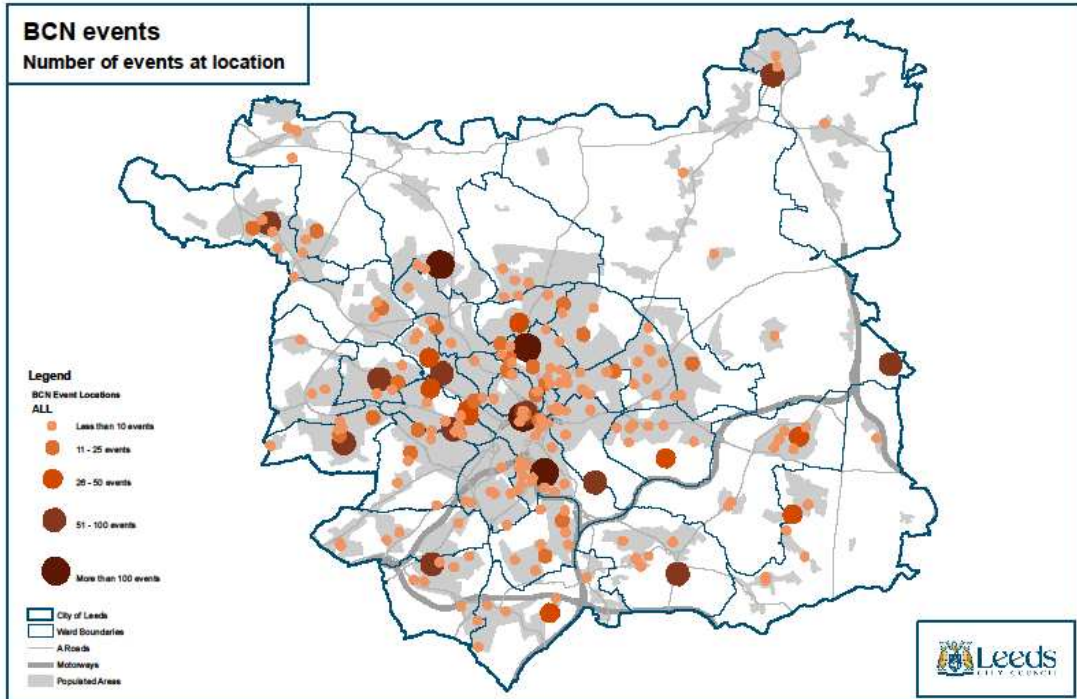 BCN events
Number of events at location
Legend
BCN Event Locations
ALL
Less than 10 events
11 - 25 events
26 - 50 events
51 - 100 events
More than 100 events
City of Leeds
Ward Boundaries
A Roads
Motorways
Populated Areas
Leeds
CITY COUNCIL